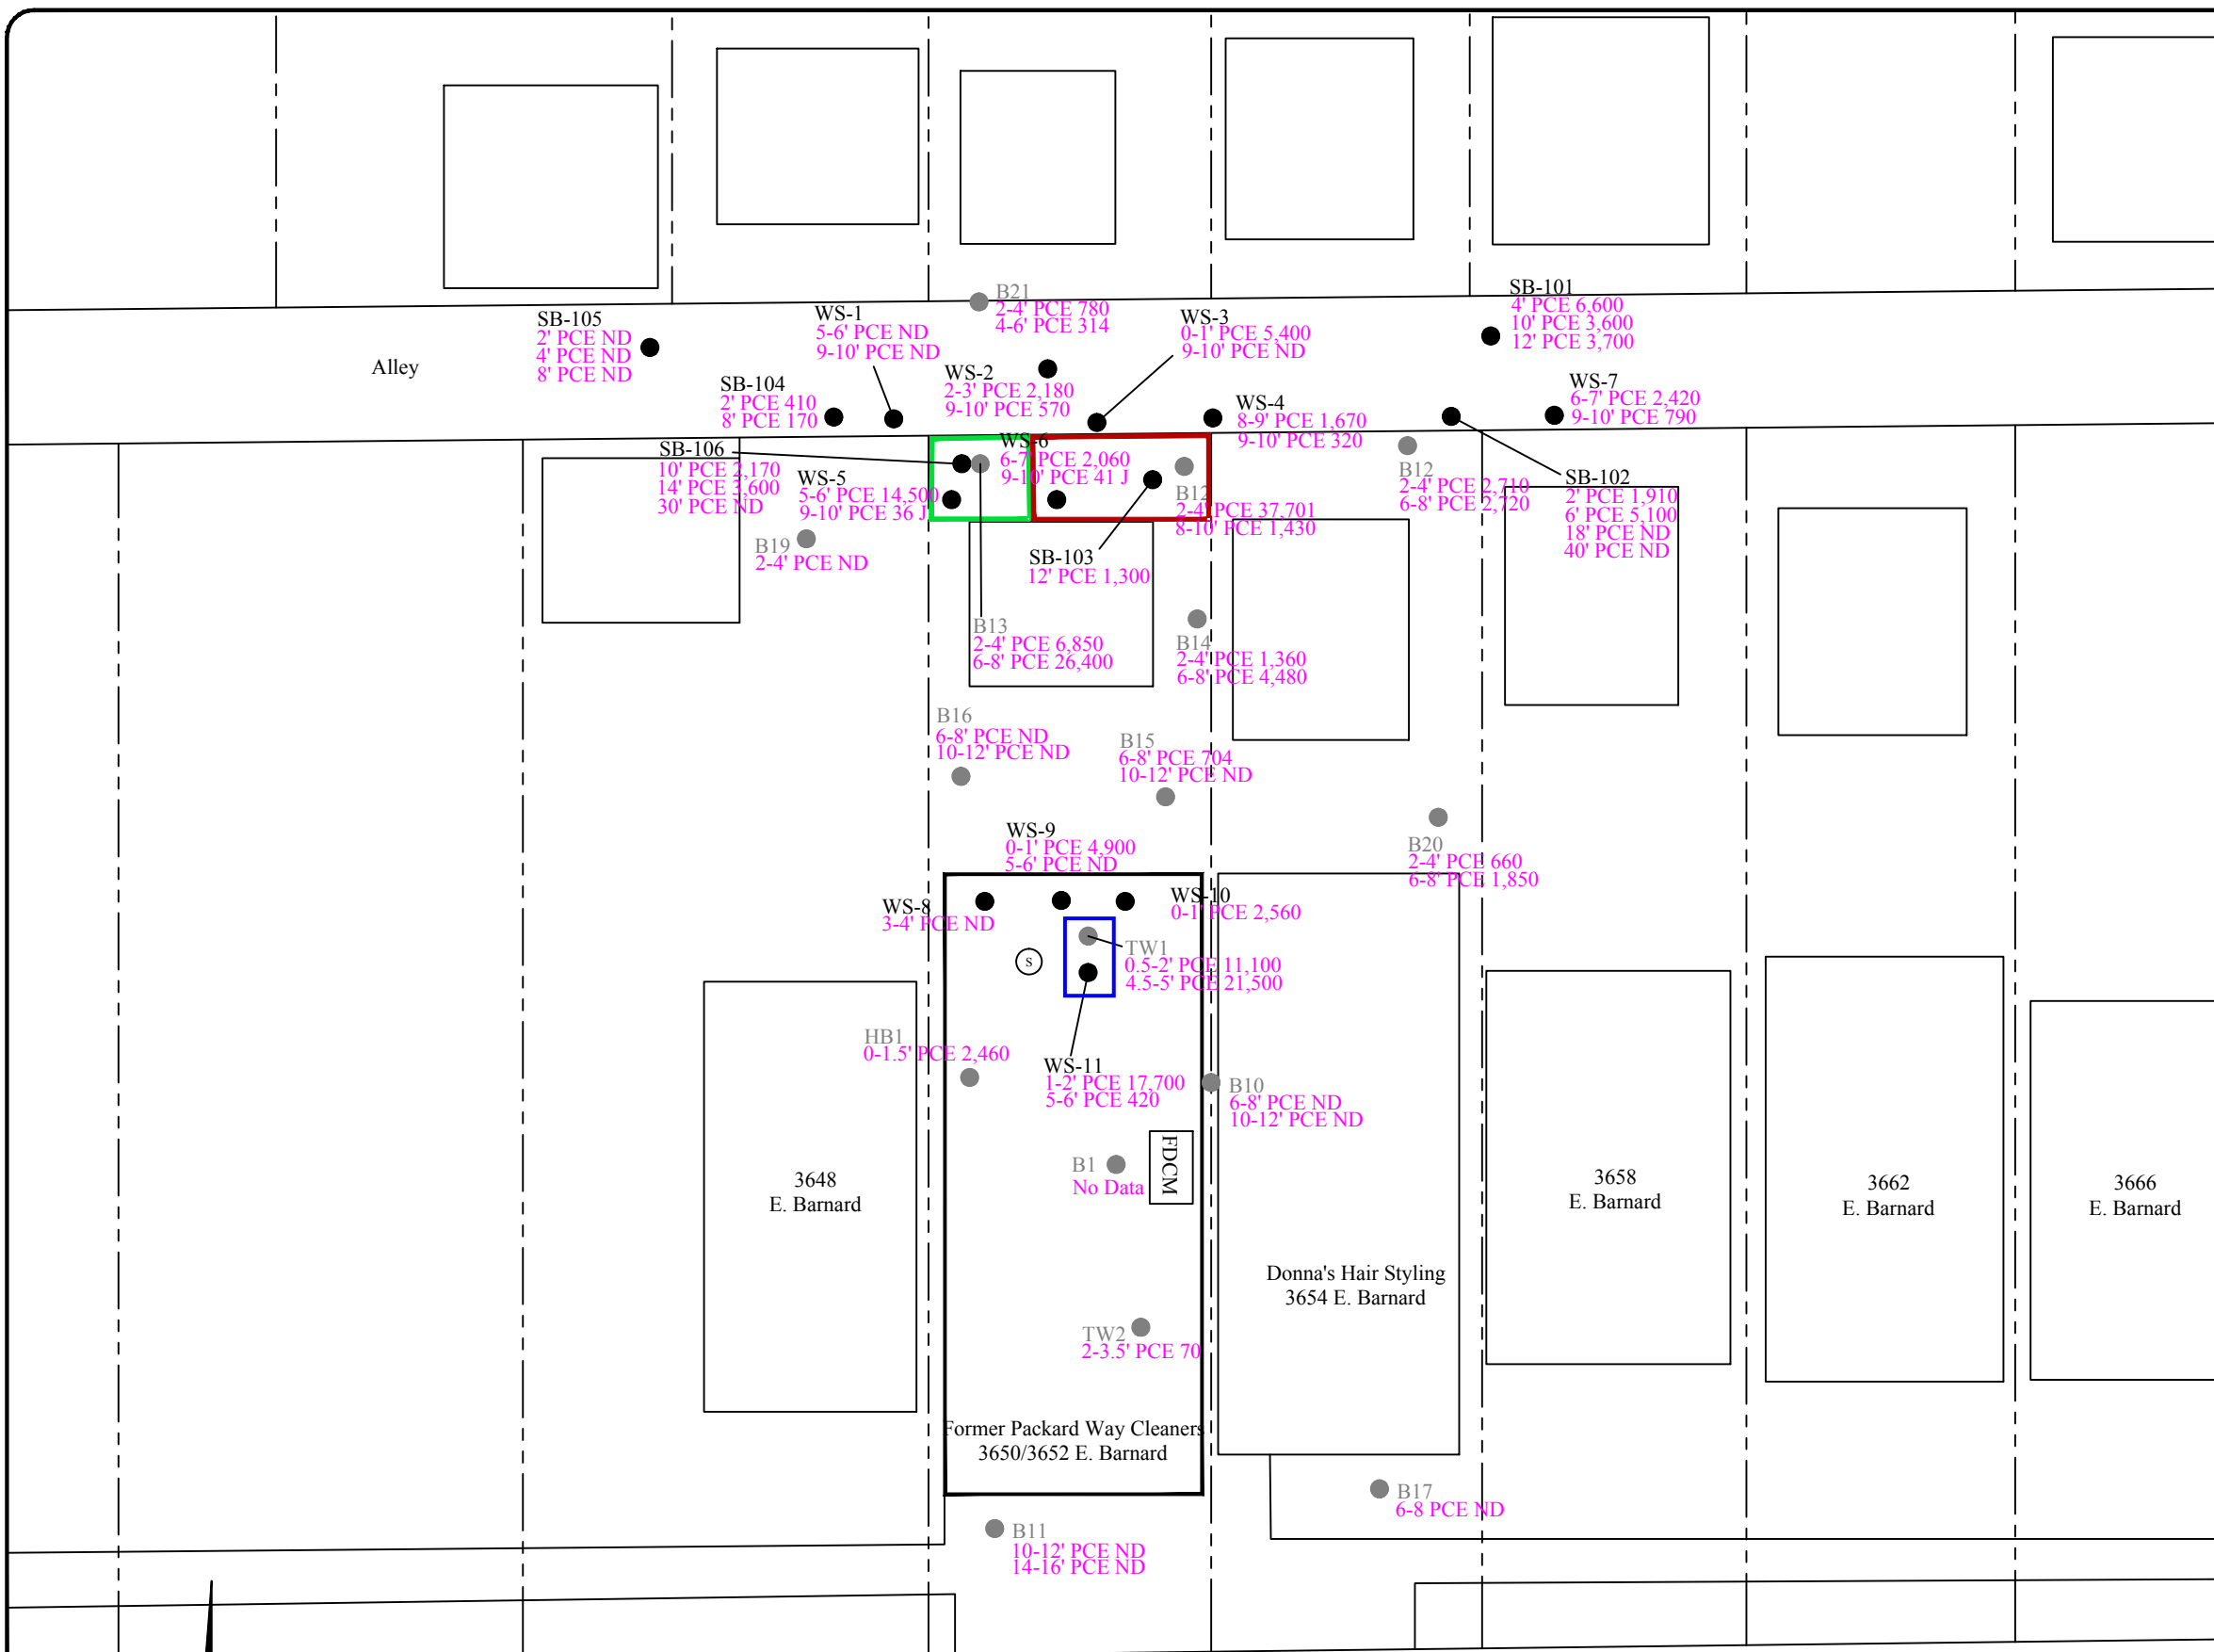 B21
2-4' PCE 780
4-6' PCE 314
SB-101
4' PCE 6,600
10' PCE 3,600
12' PCE 3,700
SB-105
2' PCE ND
4' PCE ND
8' PCE ND
WS-1
5-6' PCE ND
9-10' PCE ND
WS-3
0-1' PCE 5,400
9-10' PCE ND
Alley
SB-104
2' PCE 410
8' PCE 170
WS-2
2-3' PCE 2,180
9-10' PCE 570
WS-4
8-9' PCE 1,670
9-10' PCE 320
WS-7
6-7' PCE 2,420
9-10' PCE 790
SB-106
10' PCE 2,170
14' PCE 3,600
30' PCE ND
WS-5
5-6' PCE 14,500
9-10' PCE 36 J
WS-6
6-7' PCE 2,060
9-10' PCE 41 J
B12
2-4' PCE 37,701
8-10' PCE 1,430
B12
2-4' PCE 2,710
6-8' PCE 2,720
SB-102
2' PCE 1,910
6' PCE 5,100
18' PCE ND
40' PCE ND
B19
2-4' PCE ND
SB-103
12' PCE 1,300
B13
2-4' PCE 6,850
6-8' PCE 26,400
B14
2-4' PCE 1,360
6-8' PCE 4,480
B16
6-8' PCE ND
10-12' PCE ND
B15
6-8' PCE 704
10-12' PCE ND
WS-9
0-1' PCE 4,900
5-6' PCE ND
B20
2-4' PCE 660
6-8' PCE 1,850
WS-8
3-4' PCE ND
WS-10
0-1' PCE 2,560
S
TW1
0.5-2' PCE 11,100
4.5-5' PCE 21,500
HB1
0-1.5' PCE 2,460
WS-11
1-2' PCE 17,700
5-6' PCE 420
B10
6-8' PCE ND
10-12' PCE ND
B1
No Data
FDCM
3648
E. Barnard
3658
E. Barnard
3662
E. Barnard
3666
E. Barnard
Donna's Hair Styling
3654 E. Barnard
TW2
2-3.5' PCE 70
Former Packard Way Cleaners
3650/3652 E. Barnard
B17
6-8 PCE ND
B11
10-12' PCE ND
14-16' PCE ND